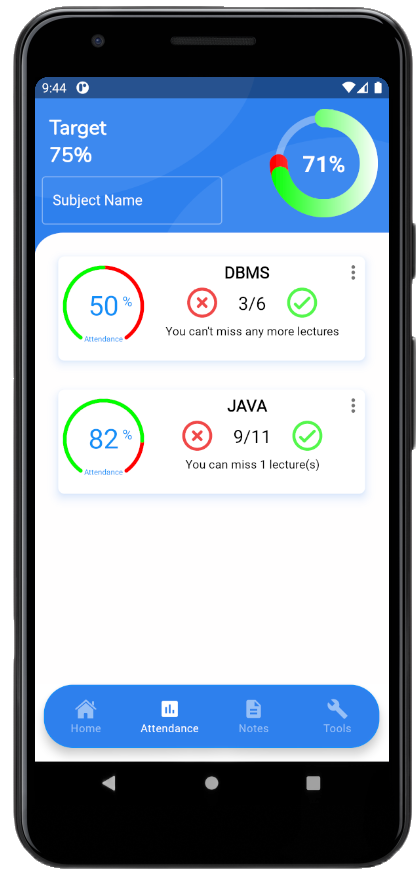 9:44
Target
75%
71%
Subject Name
DBMS
50 %
Attendance
3/6
You can't miss any more lectures
JAVA
82 %
Attendance
9/11
You can miss 1 lecture(s)
Home
Attendance
Notes
Tools